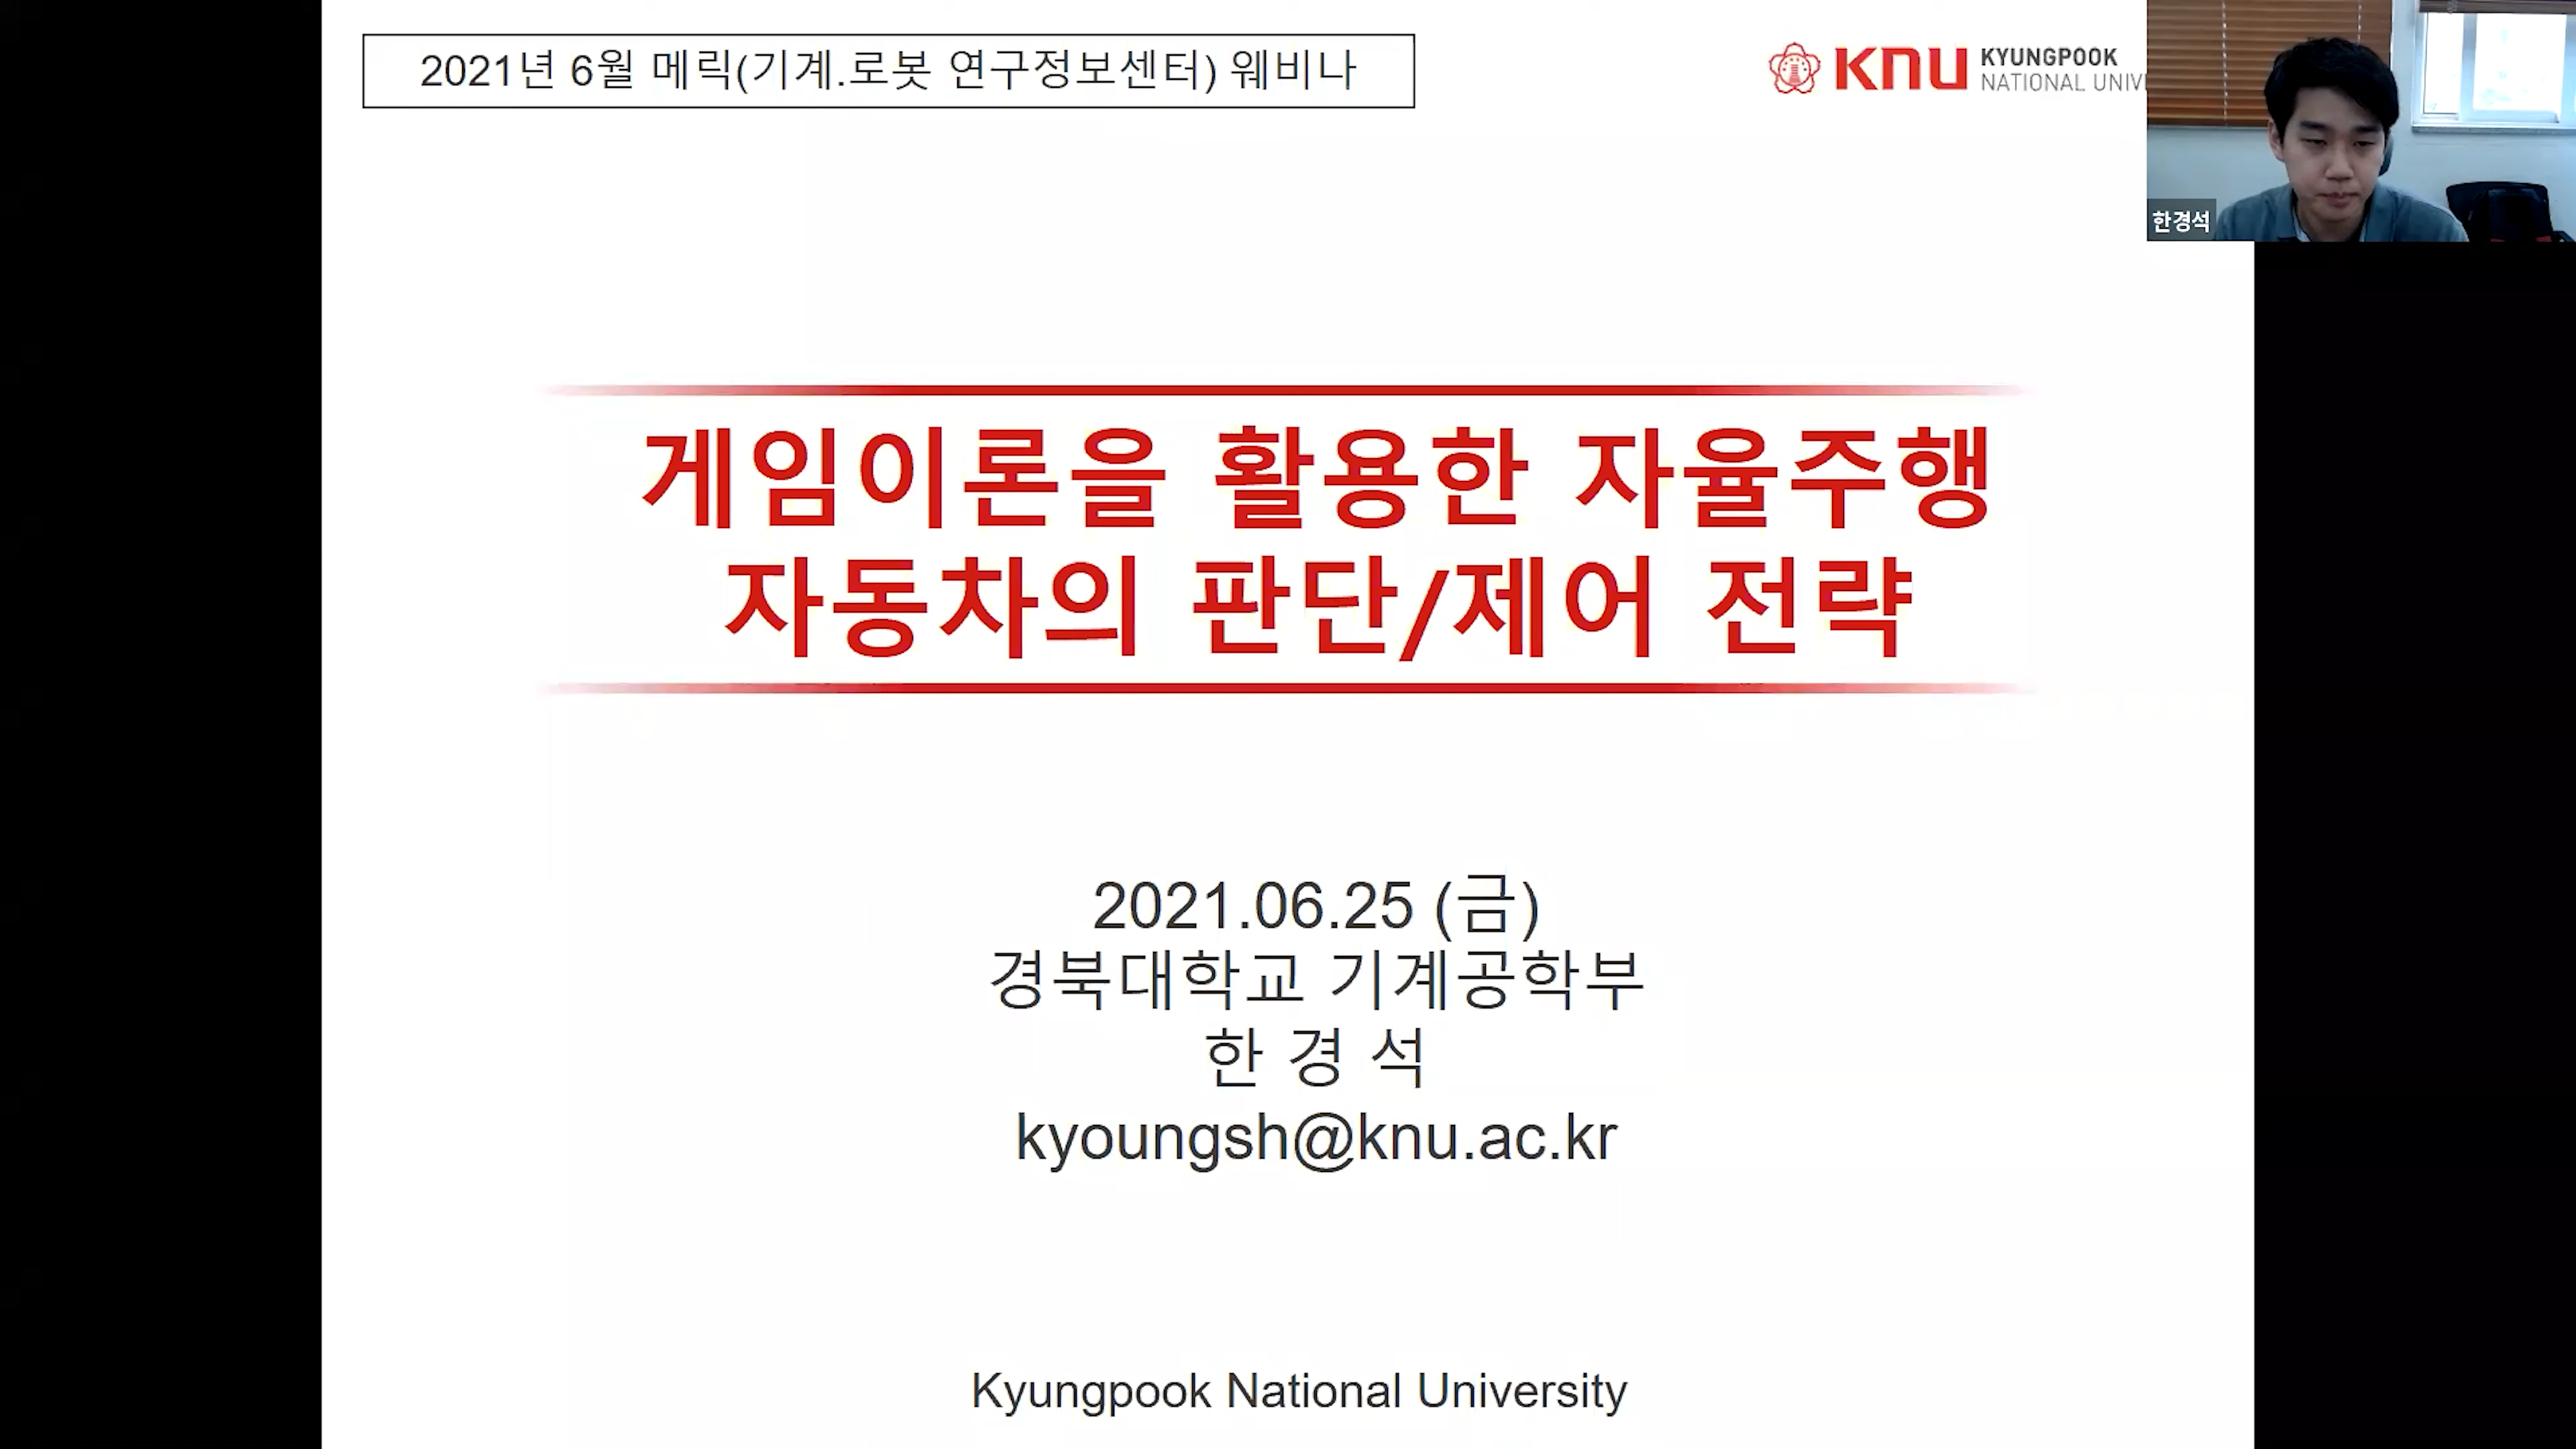 2021년 6월 메릭(기계.로봇 연구정보센터) 웨비나
KNU
KYUNGPOOK
NATIONAL UNIV
한경석
게임이론을 활용한 자율주행
자동차의 판단/제어 전략
2021.06.25 (금)
경북대학교 기계공학부
한 경 석
kyoungsh@knu.ac.kr
Kyungpook National University